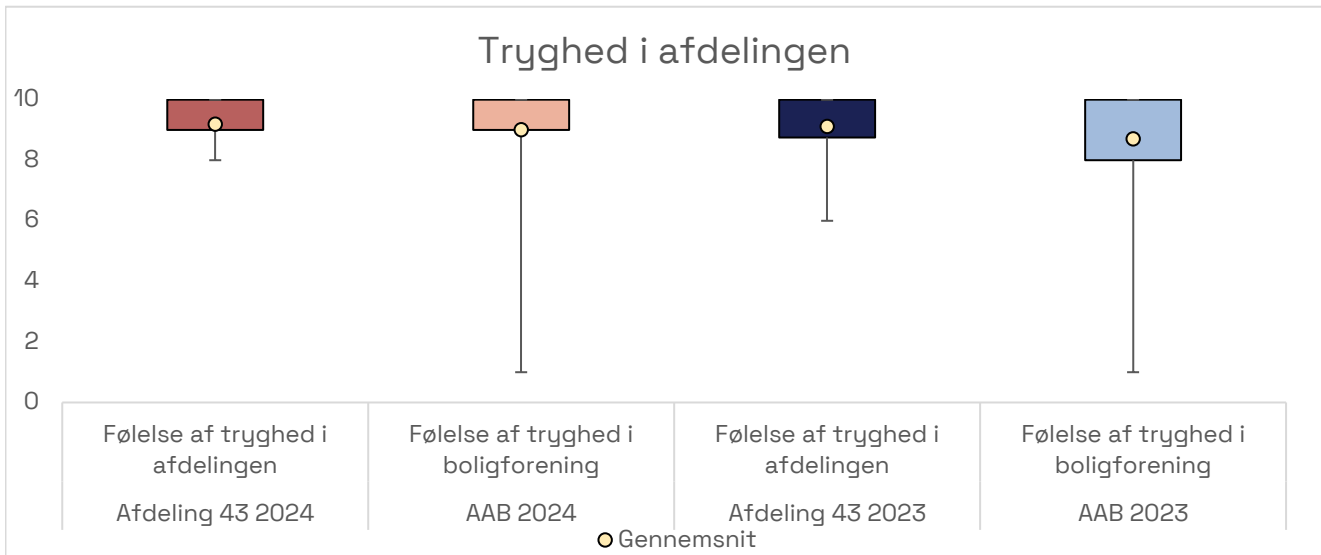 Tryghed i afdelingen
10
8
6
4
2
0
Følelse af tryghed i
afdelingen
Afdeling 43 2024
Følelse af tryghed i
boligforening
AAB 2024
Følelse af tryghed i
afdelingen
Afdeling 43 2023
Følelse af tryghed i
boligforening
AAB 2023
Gennemsnit